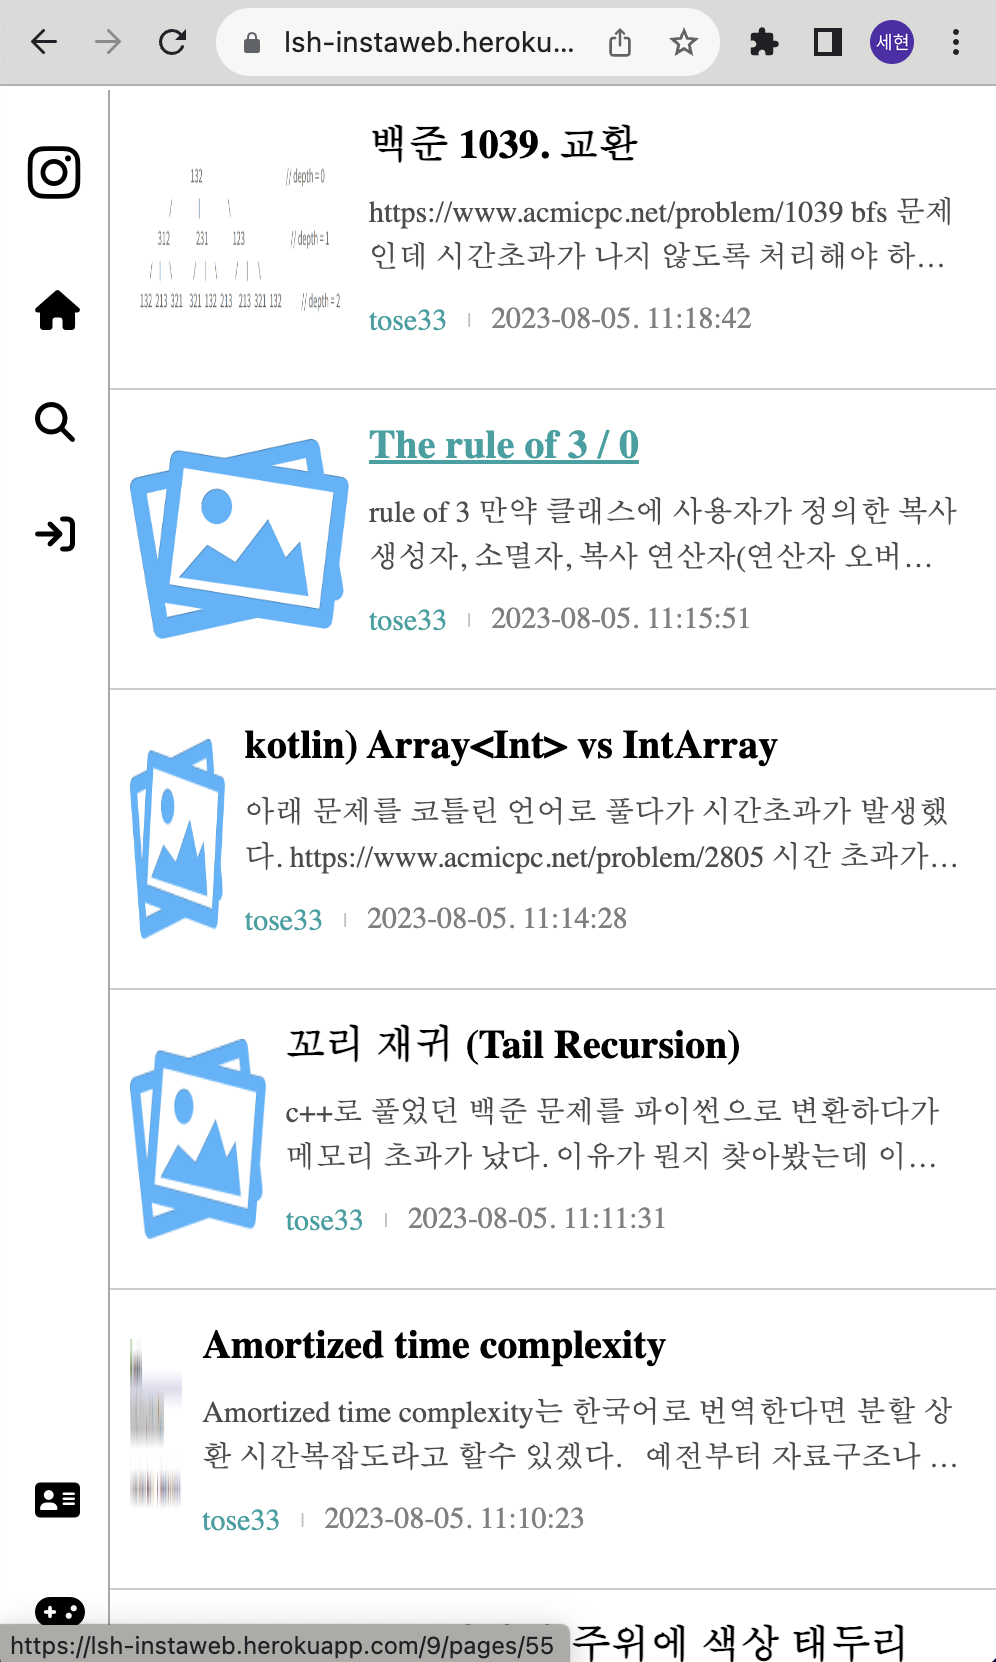 lsh-instaweb.heroku...
세현
132 // depth = 0
/ | \
312 231 123 // depth = 1
/ | \ / | \ / | \
132 213 321 321 132 213 213 321 132 // depth = 2
백준 1039. 교환
https://www.acmicpc.net/problem/1039 bfs 문제
인데 시간초과가 나지 않도록 처리해야 하...
tose33 | 2023-08-05. 11:18:42
The rule of 3 / 0
rule of 3 만약 클래스에 사용자가 정의한 복사
생성자, 소멸자, 복사 연산자(연산자 오버...
tose33 | 2023-08-05. 11:15:51
kotlin) Array<Int> vs IntArray
아래 문제를 코틀린 언어로 풀다가 시간초과가 발생했
다. https://www.acmicpc.net/problem/2805 시간 초과가...
tose33 | 2023-08-05. 11:14:28
꼬리 재귀 (Tail Recursion)
c++로 풀었던 백준 문제를 파이썬으로 변환하다가
메모리 초과가 났다. 이유가 뭔지 찾아봤는데 이...
tose33 | 2023-08-05. 11:11:31
Amortized time complexity
Amortized time complexity는 한국어로 번역한다면 분할 상
환 시간복잡도라고 할수 있겠다. 예전부터 자료구조나 ...
tose33 | 2023-08-05. 11:10:23
주위에 색상 태두리
https://lsh-instaweb.herokuapp.com/9/pages/55